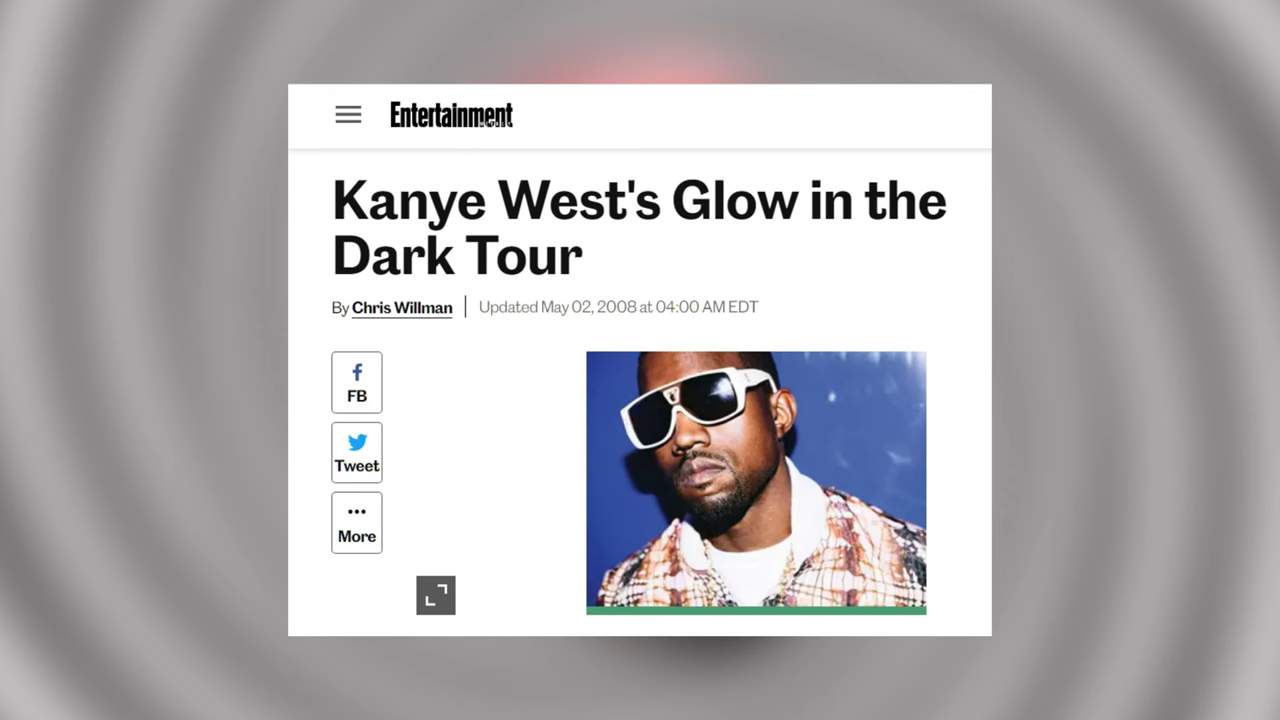 Entertainment
WEEKLY
Kanye West's Glow in the
Dark Tour
By Chris Willman | Updated May 02, 2008 at 04:00 AM EDT
FB
Tweet
••• 
More